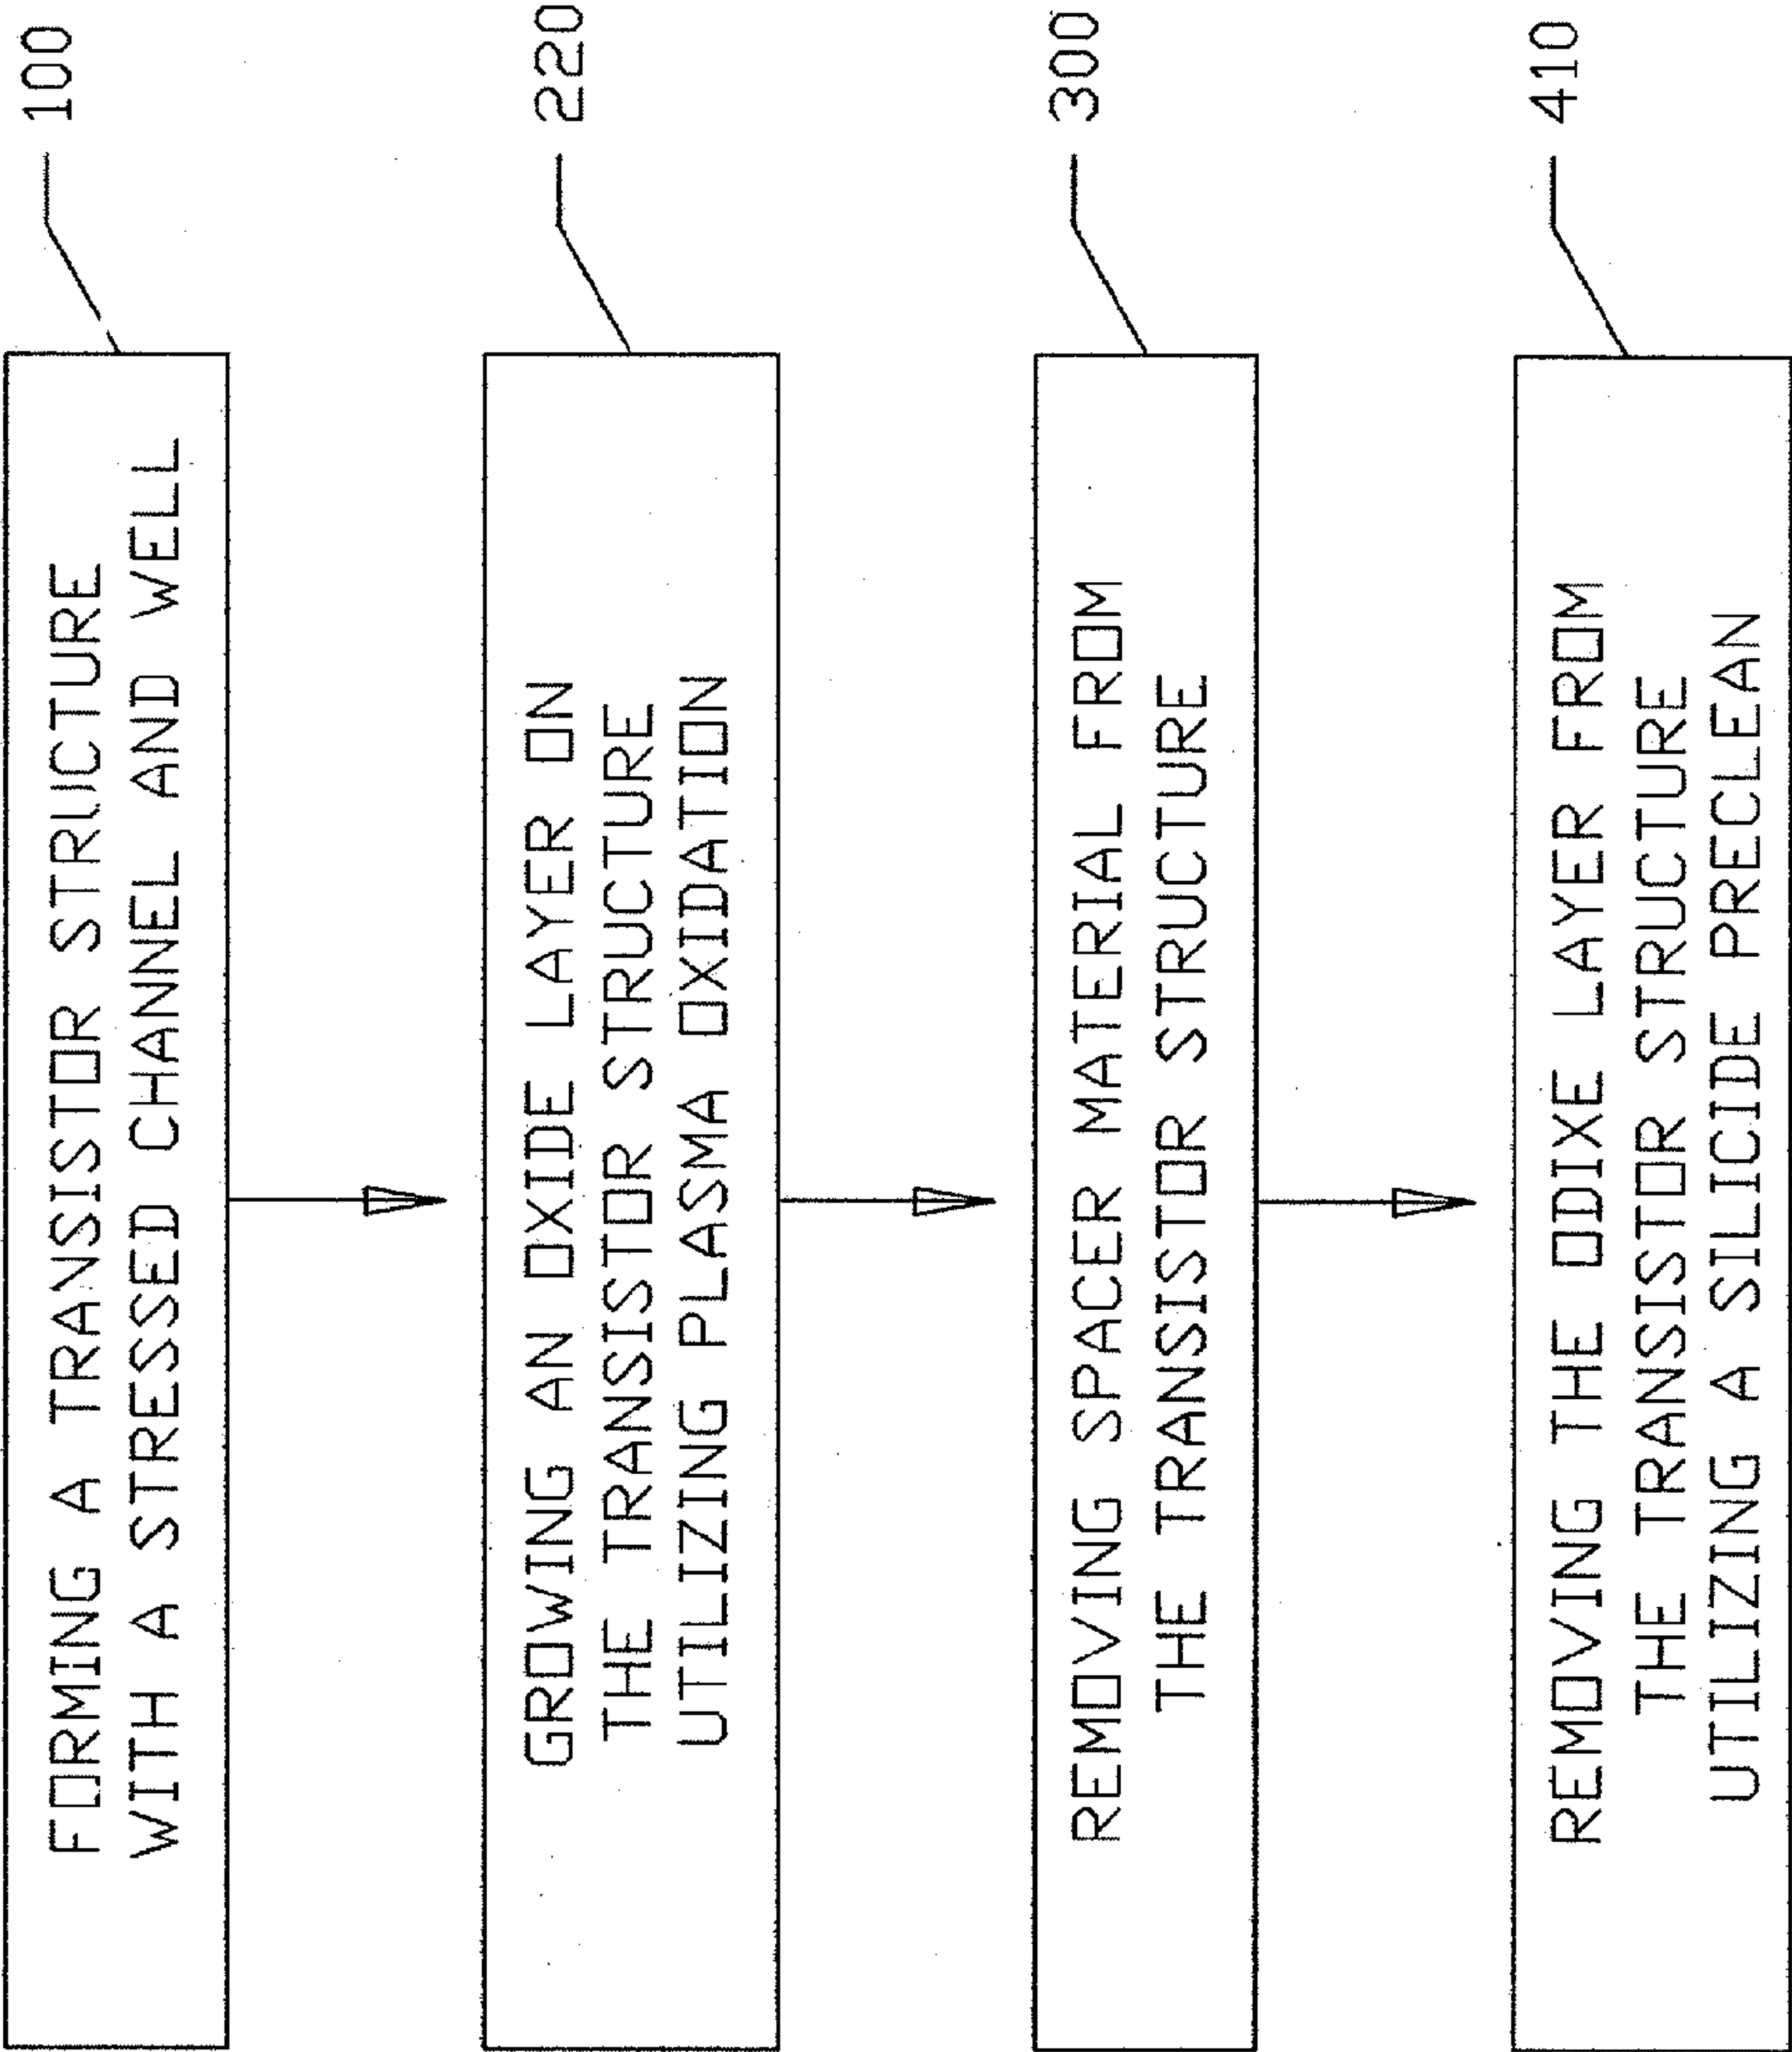 100
FORMING A TRANSISTOR STRUCTURE
WITH A STRESSED CHANNEL AND WELL
220
GROWING AN OXIDE LAYER ON
THE TRANSISTOR STRUCTURE
UTILIZING PLASMA OXIDATION
300
REMOVING SPACER MATERIAL FROM
THE TRANSISTOR STRUCTURE
410
REMOVING THE ODIXE LAYER FROM
THE TRANSISTOR STRUCTURE
UTILIZING A SILICIDE PRECLEAN